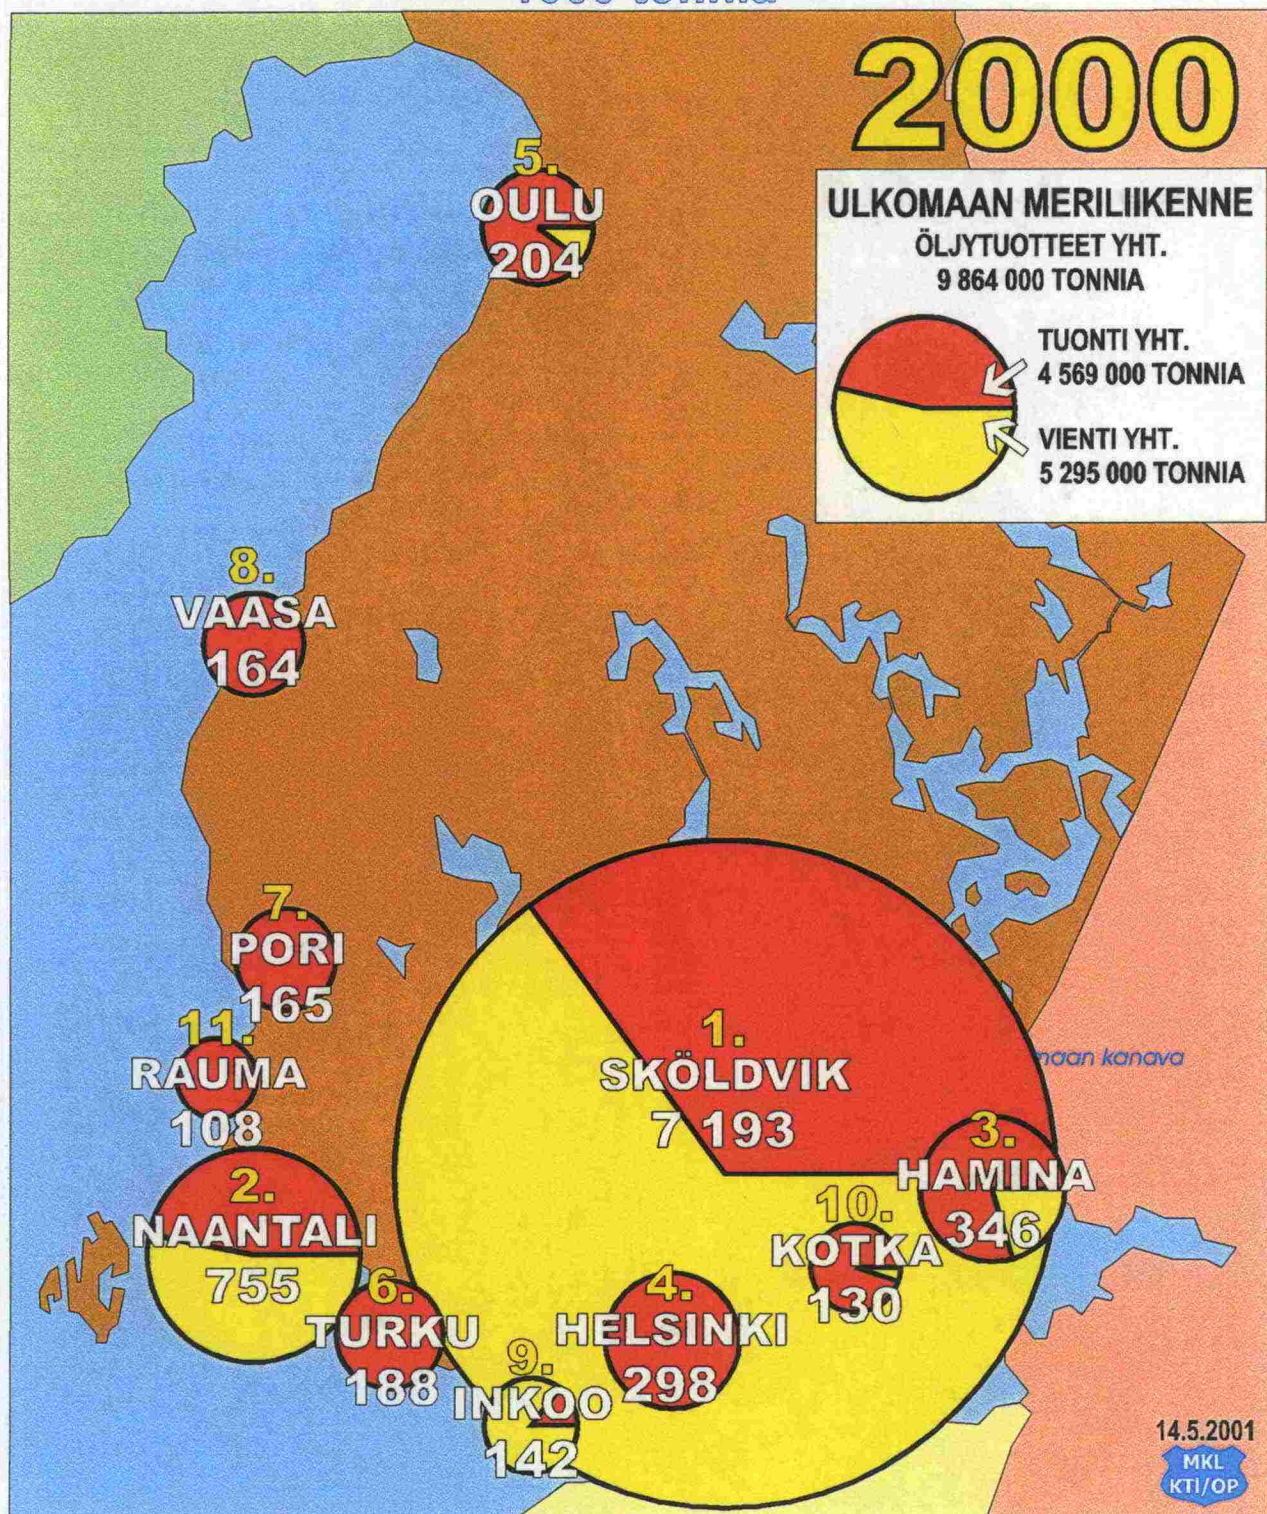 2000
ULKOMAAN MERILIIKENNE
ÖLJYTUOTTEET YHT.
9 864 000 TONNIA
TUONTI YHT.
4 569 000 TONNIA
VIENTI YHT.
5 295 000 TONNIA
5.
OULU
204
8.
VAASA
164
7.
PORI
165
11.
RAUMA
108
1.
SKÖLDVIK
7 193
maan kanava
3.
HAMINA
346
2.
NAANTALI
755
10.
KOTKA
130
6.
TURKU
188
4.
HELSINKI
298
9.
INKOO
142
14.5.2001
MKL
KTI/OP